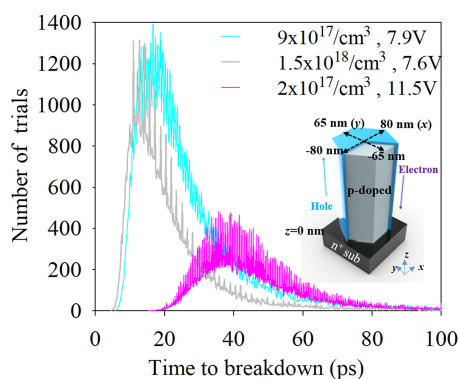 9x10¹⁷/cm³ , 7.9V
1.5x10¹⁸/cm³ , 7.6V
2x10¹⁷/cm³ , 11.5V
Number of trials
1400
1200
1000
800
600
400
200
0
65 nm (y)
80 nm (x)
-80 nm
-65 nm
Electron
p-doped
Hole
z=0 nm
n⁺ sub
z
y
x
0
20
40
60
80
100
Time to breakdown (ps)